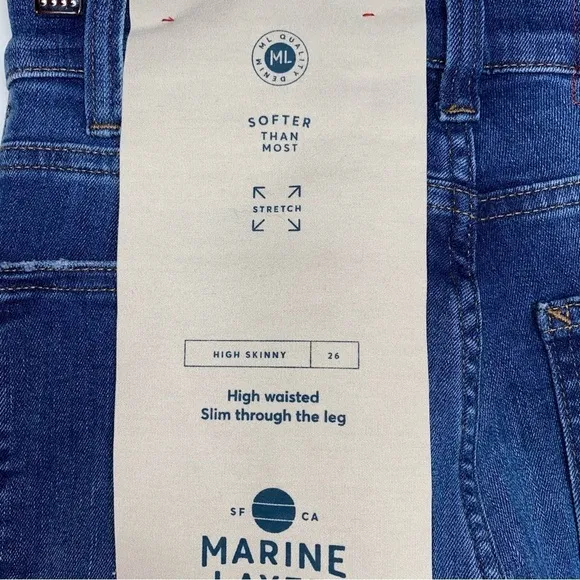 ML QUALITY DENIM
ML
SOFTER
THAN
MOST
STRETCH
HIGH SKINNY 26
High waisted
Slim through the leg
SF CA
MARINE
LAYER